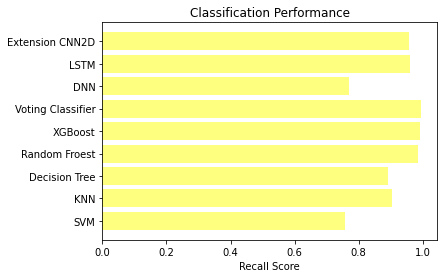 Classification Performance
Extension CNN2D
LSTM
DNN
Voting Classifier
XGBoost
Random Froest
Decision Tree
KNN
SVM
0.0 0.2 0.4 0.6 0.8 1.0
Recall Score